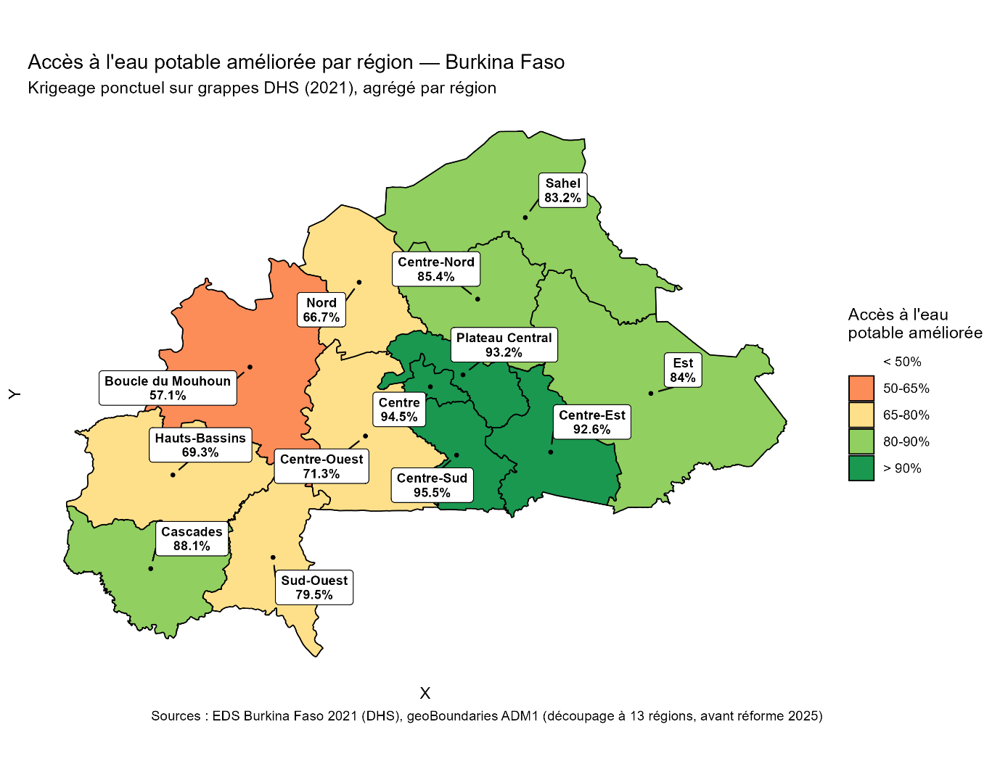 Accès à l'eau potable améliorée par région — Burkina Faso
Krigeage ponctuel sur grappes DHS (2021), agrégé par région
Sahel
83.2%
Centre-Nord
85.4%
Nord
66.7%
Plateau Central
93.2%
Est
84%
Boucle du Mouhoun
57.1%
Centre
94.5%
Centre-Est
92.6%
Hauts-Bassins
69.3%
Centre-Ouest
71.3%
Centre-Sud
95.5%
Cascades
88.1%
Sud-Ouest
79.5%
Accès à l'eau
potable améliorée
< 50%
50-65%
65-80%
80-90%
> 90%
Y
X
Sources : EDS Burkina Faso 2021 (DHS), geoBoundaries ADM1 (découpage à 13 régions, avant réforme 2025)